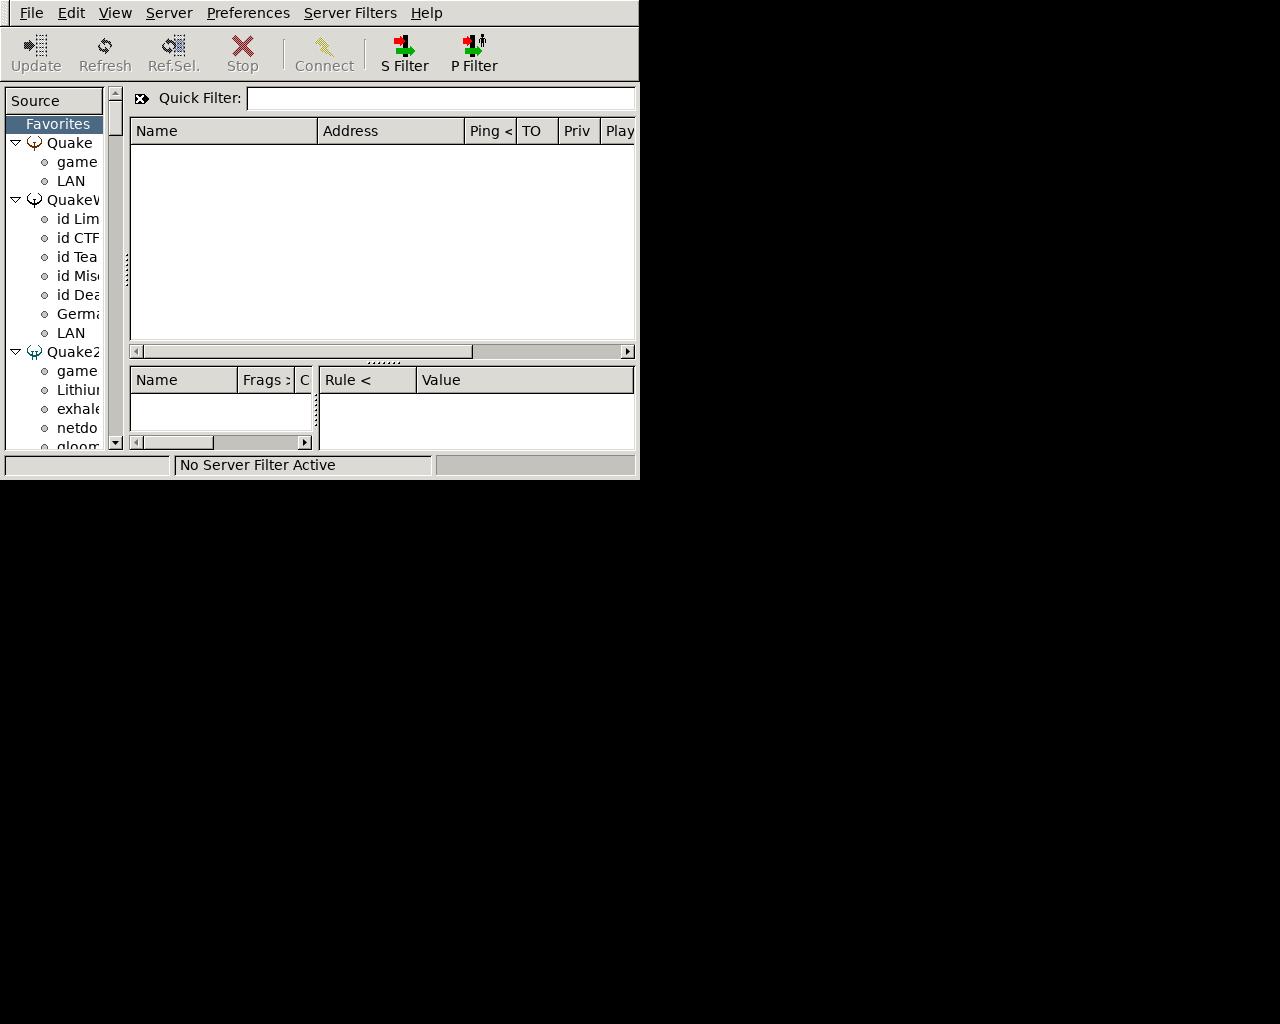 File Edit View Server Preferences Server Filters Help
Update Refresh Ref.Sel. Stop Connect S Filter P Filter
Source
Favorites
Quake
game
LAN
QuakeW
id Lim
id CTF
id Tea
id Mis
id Dea
Germa
LAN
Quake2
game
Lithiu
exhale
netdo
gloom
Quick Filter:
Name Address Ping < TO Priv Play
Name Frags > C
Rule < Value
No Server Filter Active